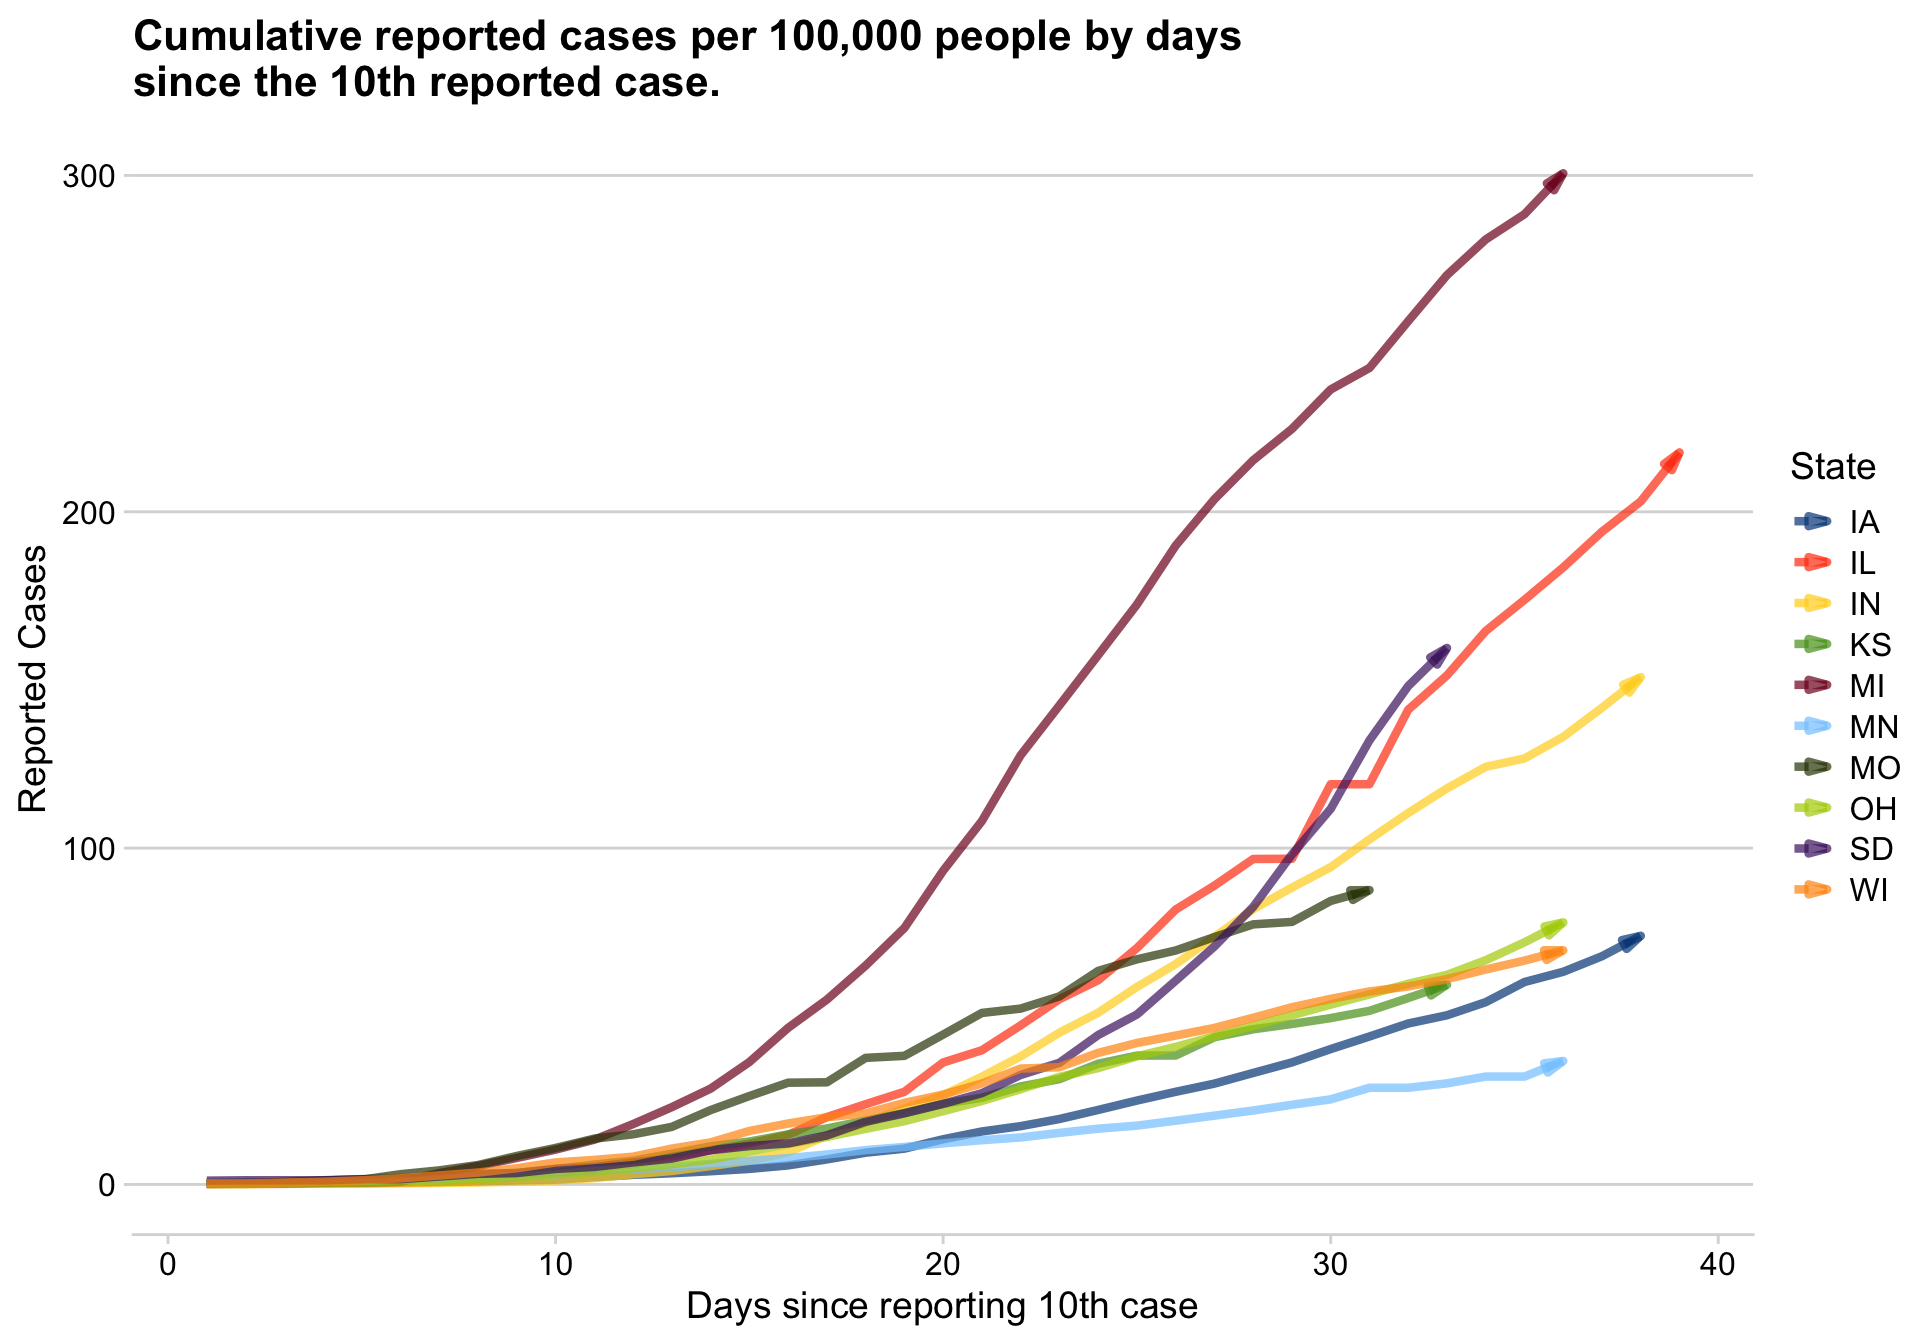 Cumulative reported cases per 100,000 people by days
since the 10th reported case.
300
200
100
0
Reported Cases
0 10 20 30 40
Days since reporting 10th case
State
IA
IL
IN
KS
MI
MN
MO
OH
SD
WI